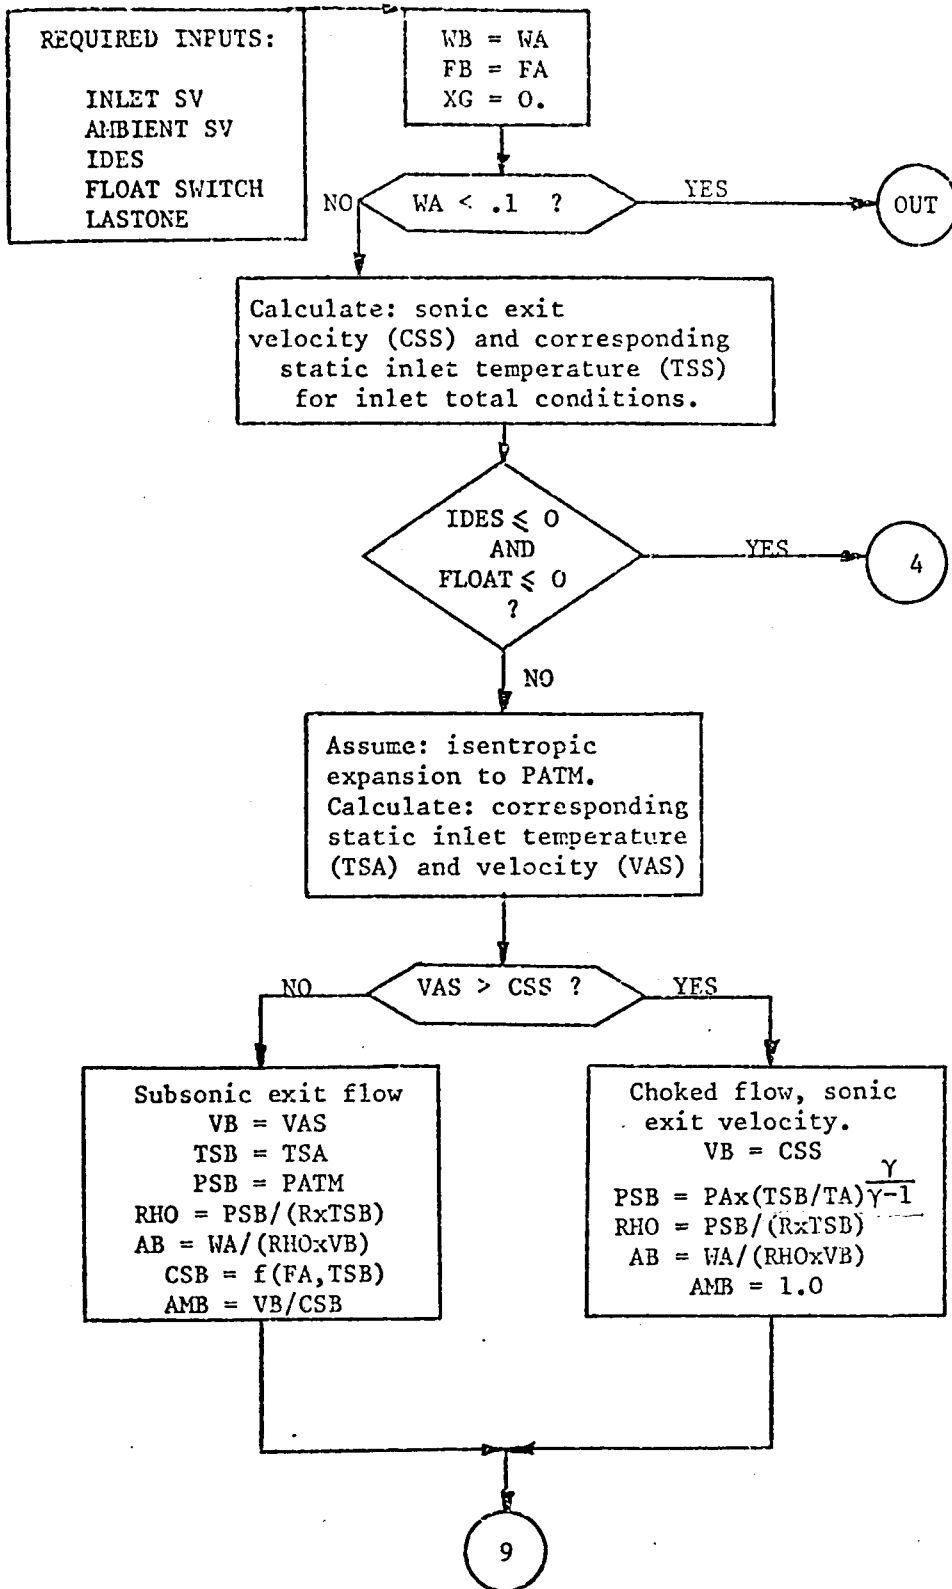 REQUIRED INPUTS:
INLET SV
AMBIENT SV
IDES
FLOAT SWITCH
LASTONE
WB = WA
FB = FA
XG = 0.
NO
WA < .1 ?
YES
OUT
Calculate: sonic exit
velocity (CSS) and corresponding
static inlet temperature (TSS)
for inlet total conditions.
IDES ≤ 0
AND
FLOAT ≤ 0
?
YES
4
NO
Assume: isentropic
expansion to PATM.
Calculate: corresponding
static inlet temperature
(TSA) and velocity (VAS)
NO
VAS > CSS ?
YES
Subsonic exit flow
VB = VAS
TSB = TSA
PSB = PATM
RHO = PSB/(RxTSB)
AB = WA/(RHOxVB)
CSB = f(FA,TSB)
AMB = VB/CSB
Choked flow, sonic
exit velocity.
VB = CSS
PSB = PAx(TSB/TA)^γ/γ-1
RHO = PSB/(RxTSB)
AB = WA/(RHOxVB)
AMB = 1.0
9